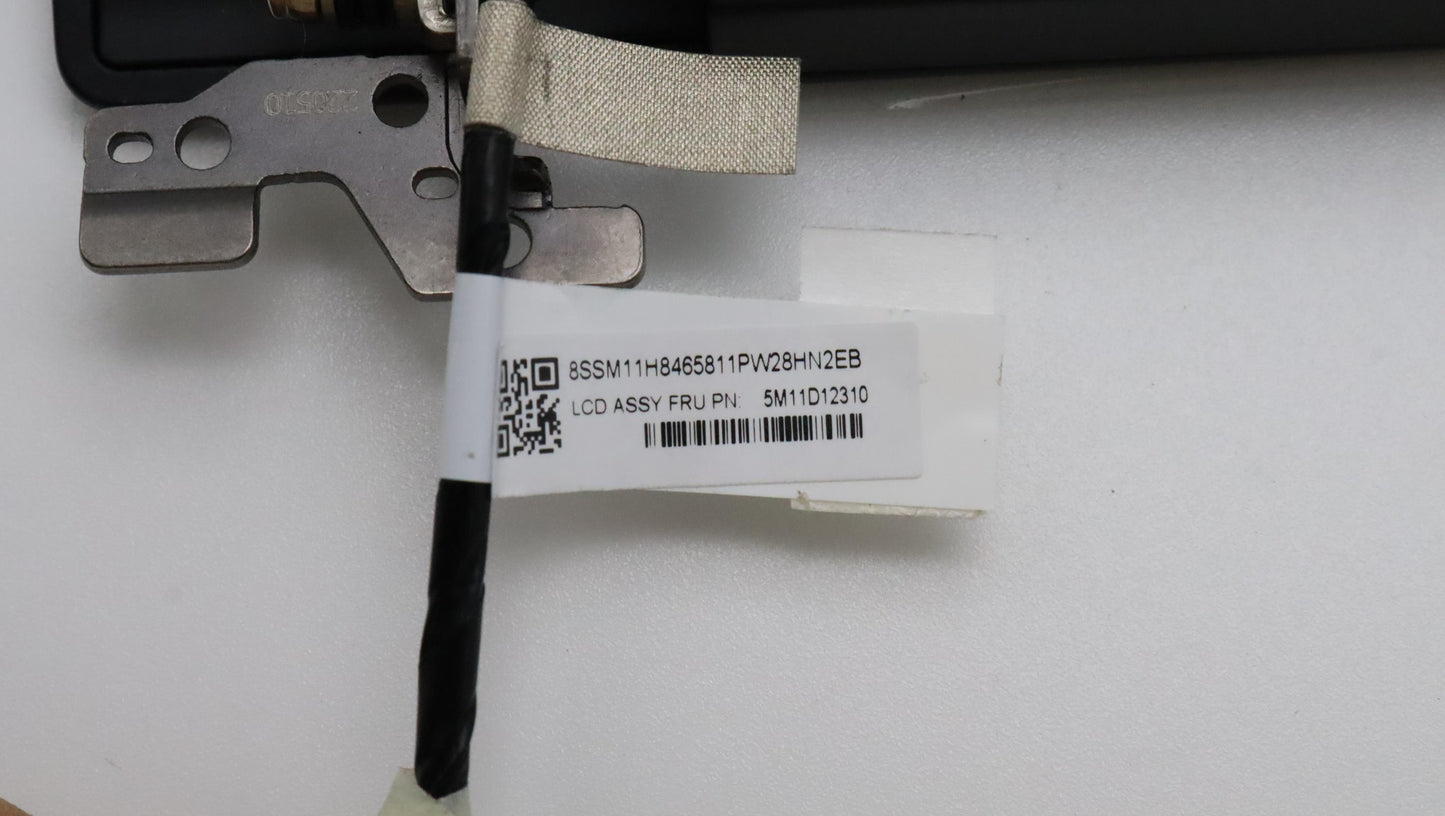 220510
8SSM11H8465811PW28HN2EB
LCD ASSY FRU PN: 5M11D12310